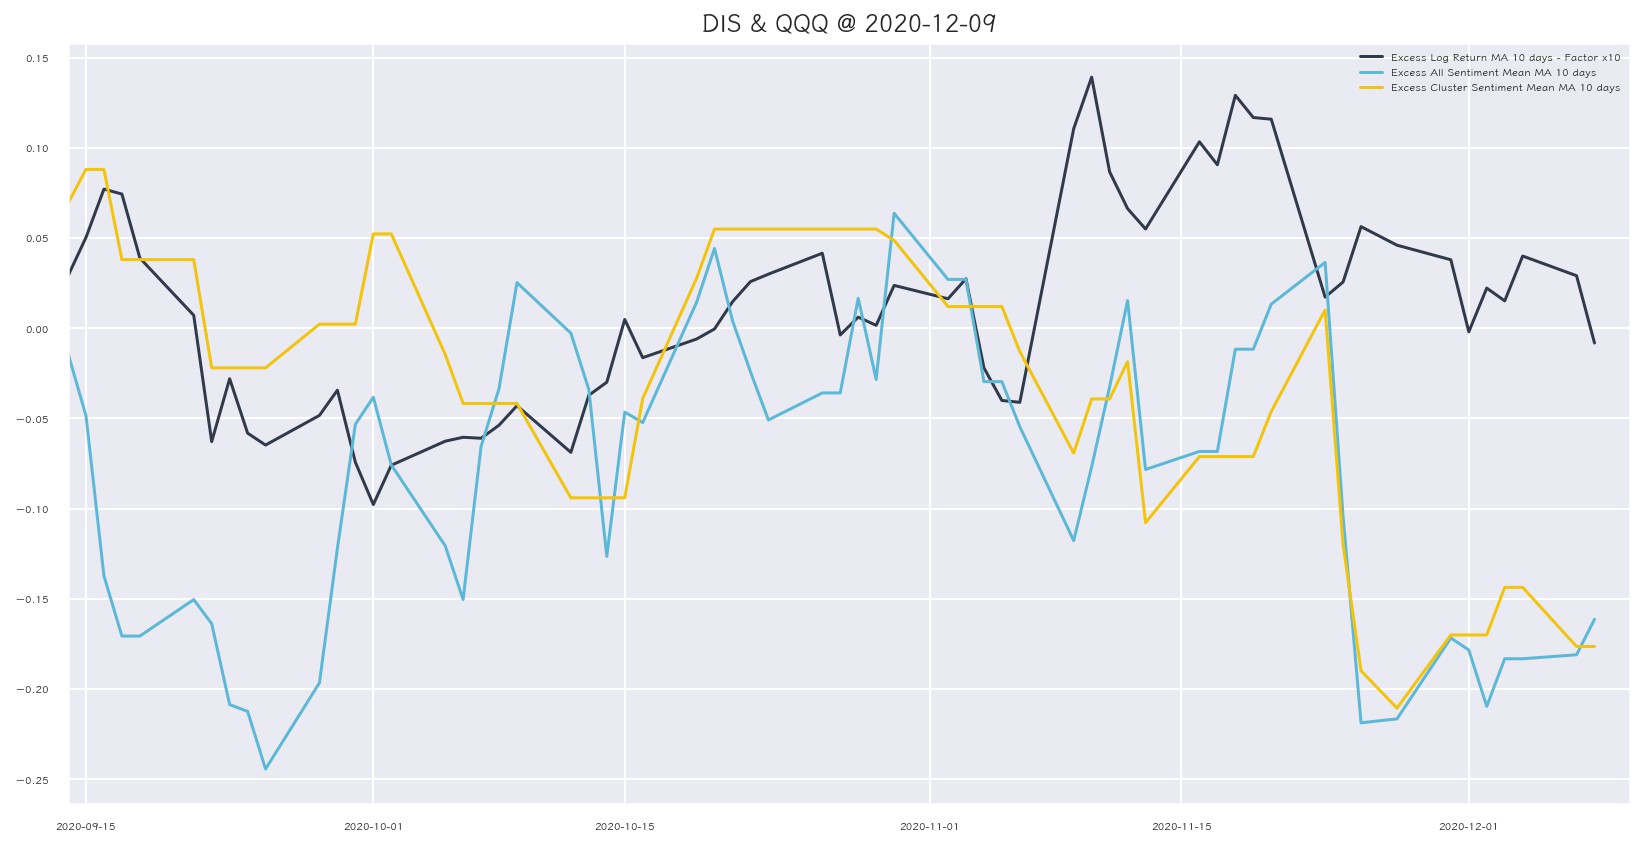 DIS & QQQ @ 2020-12-09
Excess Log Return MA 10 days - Factor x10
Excess All Sentiment Mean MA 10 days
Excess Cluster Sentiment Mean MA 10 days
0.15
0.10
0.05
0.00
−0.05
−0.10
−0.15
−0.20
−0.25
2020-09-15 2020-10-01 2020-10-15 2020-11-01 2020-11-15 2020-12-01